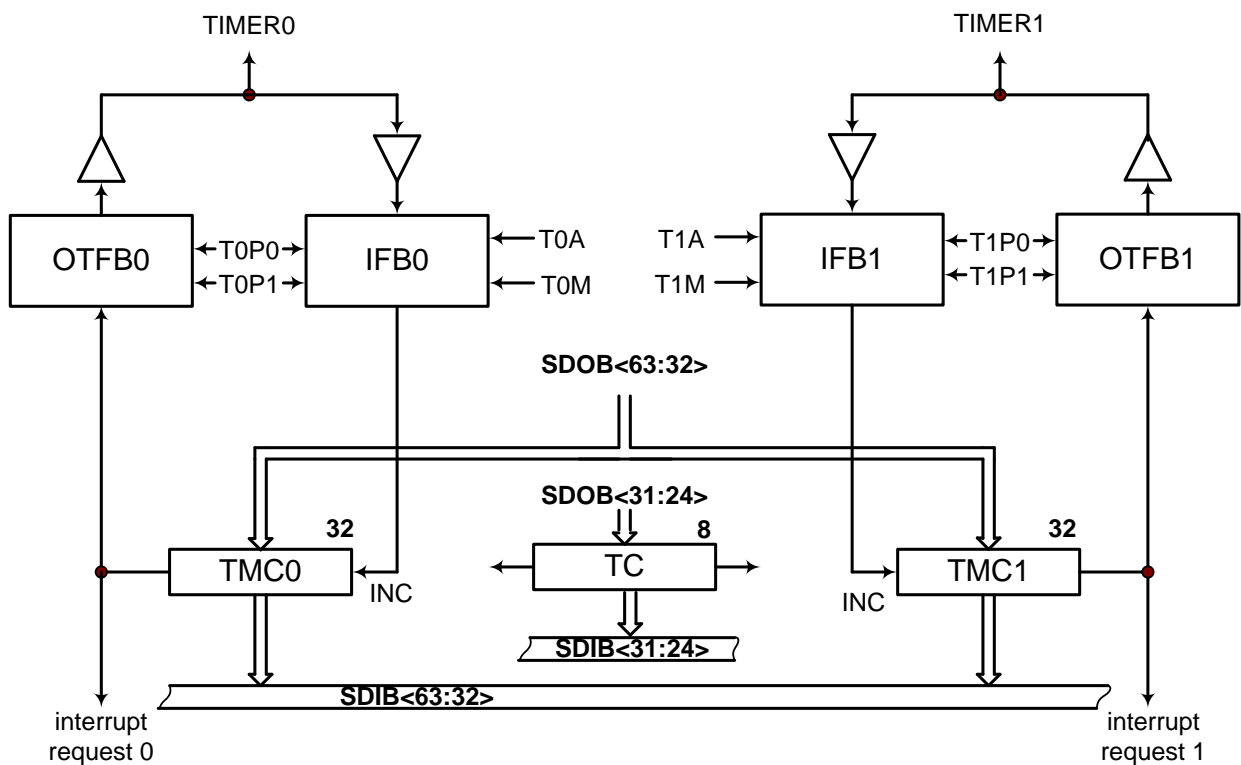 TIMER0
TIMER1
OTFB0
T0P0
T0P1
IFB0
T0A
T0M
T1A
T1M
IFB1
T1P0
T1P1
OTFB1
SDOB<63:32>
SDOB<31:24>
32
TMC0
INC
8
TC
32
TMC1
INC
SDIB<31:24>
SDIB<63:32>
interrupt
request 0
interrupt
request 1